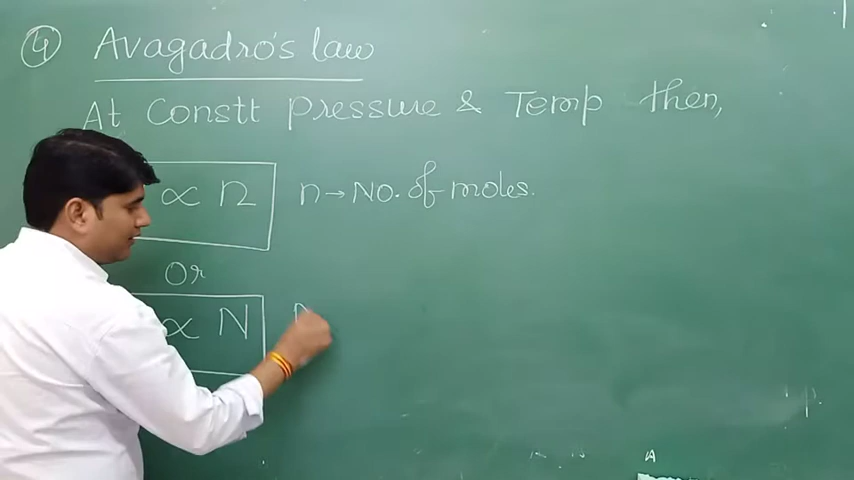 4 Avagadro's law
At Constt Pressure & Temp then,
∝ n n → No. of moles.
Or
∝ N N